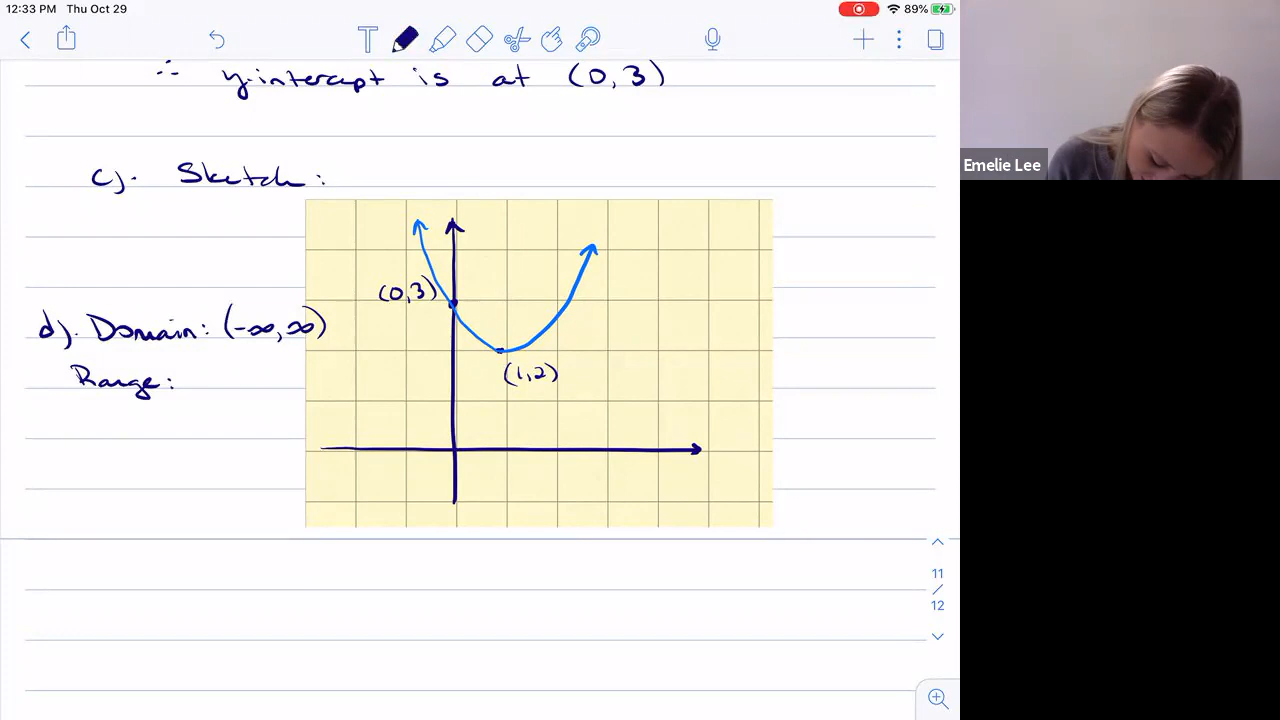 12:33 PM Thu Oct 29
89%
T
∴ y-intercept is at (0,3)
c). Sketch:
(0,3)
d). Domain: (-∞,∞)
(1,2)
Range:
11
/
12
Emelie Lee